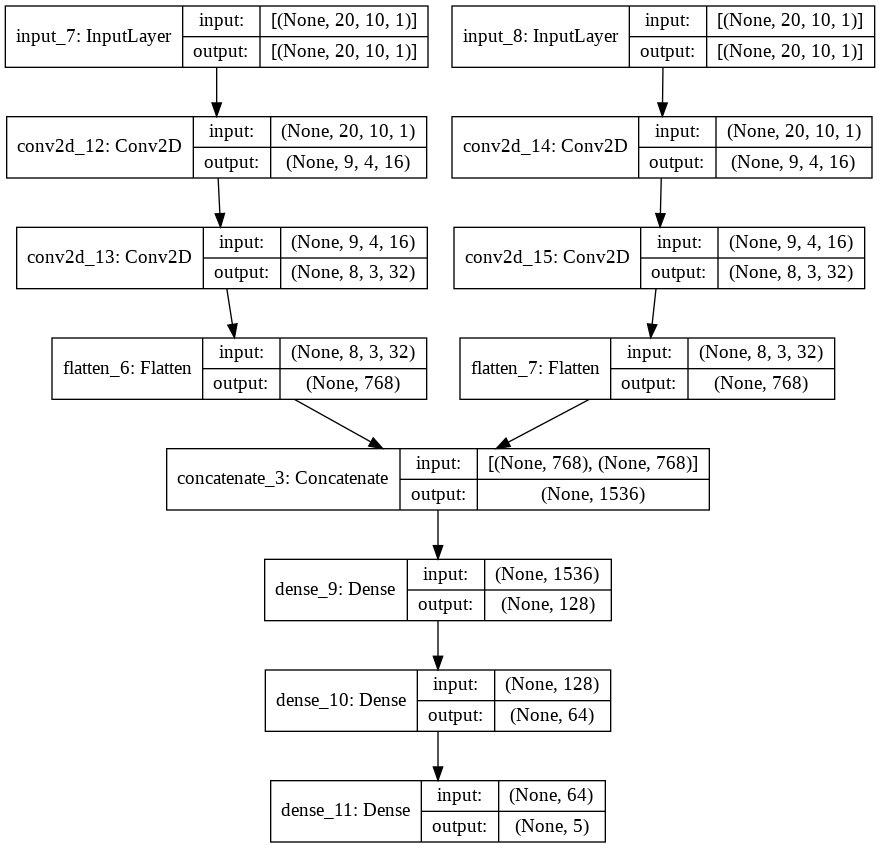 input_7: InputLayer
input:
[(None, 20, 10, 1)]
output:
[(None, 20, 10, 1)]
input_8: InputLayer
input:
[(None, 20, 10, 1)]
output:
[(None, 20, 10, 1)]
conv2d_12: Conv2D
input:
(None, 20, 10, 1)
output:
(None, 9, 4, 16)
conv2d_14: Conv2D
input:
(None, 20, 10, 1)
output:
(None, 9, 4, 16)
conv2d_13: Conv2D
input:
(None, 9, 4, 16)
output:
(None, 8, 3, 32)
conv2d_15: Conv2D
input:
(None, 9, 4, 16)
output:
(None, 8, 3, 32)
flatten_6: Flatten
input:
(None, 8, 3, 32)
output:
(None, 768)
flatten_7: Flatten
input:
(None, 8, 3, 32)
output:
(None, 768)
concatenate_3: Concatenate
input:
[(None, 768), (None, 768)]
output:
(None, 1536)
dense_9: Dense
input:
(None, 1536)
output:
(None, 128)
dense_10: Dense
input:
(None, 128)
output:
(None, 64)
dense_11: Dense
input:
(None, 64)
output:
(None, 5)